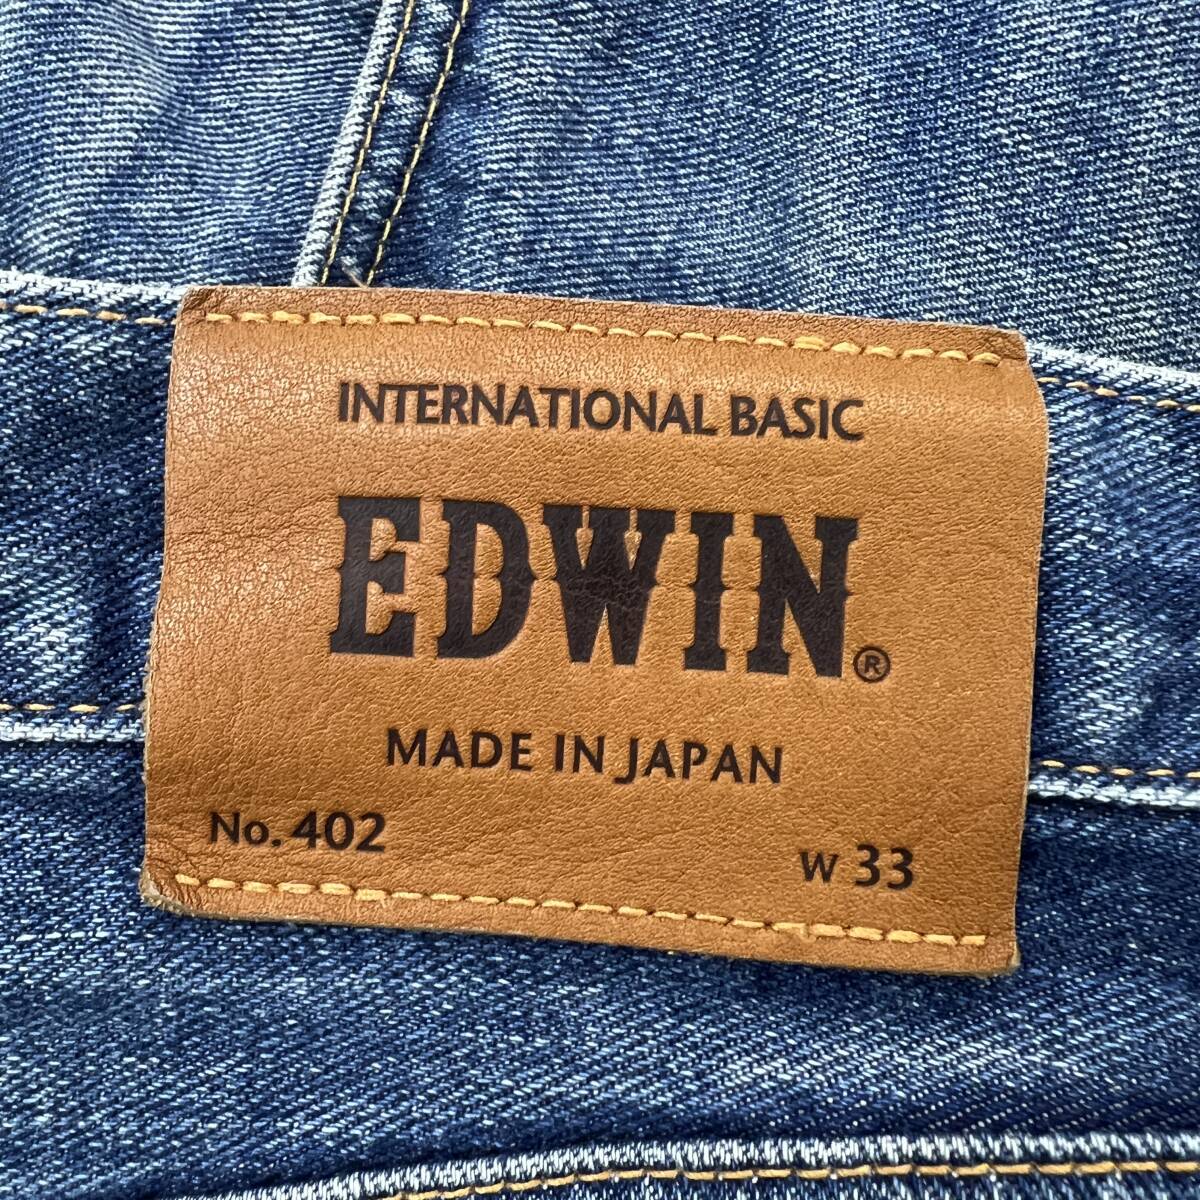 INTERNATIONAL BASIC
EDWIN®
MADE IN JAPAN
No. 402
W 33